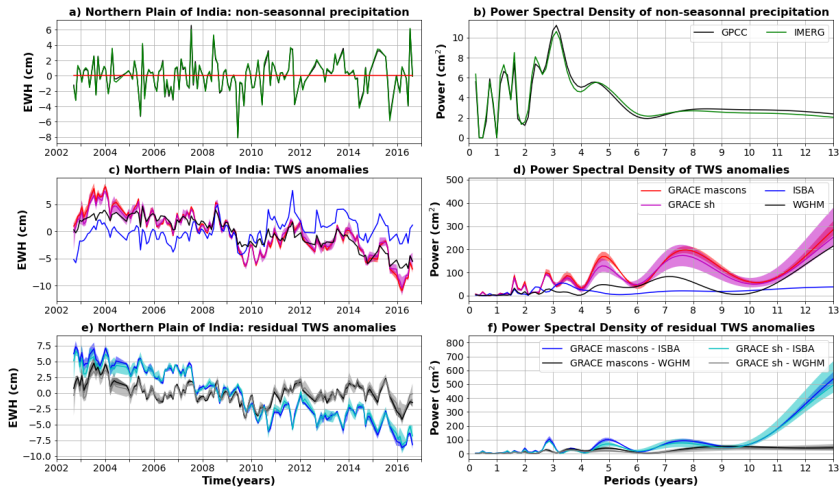 a) Northern Plain of India: non-seasonnal precipitation
EWH (cm)
6
4
2
0
−2
−4
−6
−8
2002 2004 2006 2008 2010 2012 2014 2016
b) Power Spectral Density of non-seasonnal precipitation
Power (cm²)
10
8
6
4
2
0
GPCC IMERG
0 1 2 3 4 5 6 7 8 9 10 11 12 13
c) Northern Plain of India: TWS anomalies
EWH (cm)
5
0
−5
−10
2002 2004 2006 2008 2010 2012 2014 2016
d) Power Spectral Density of TWS anomalies
Power (cm²)
500
400
300
200
100
0
GRACE mascons ISBA
GRACE sh WGHM
0 1 2 3 4 5 6 7 8 9 10 11 12 13
e) Northern Plain of India: residual TWS anomalies
EWH (cm)
7.5
5.0
2.5
0.0
−2.5
−5.0
−7.5
−10.0
2002 2004 2006 2008 2010 2012 2014 2016
Time(years)
f) Power Spectral Density of residual TWS anomalies
Power (cm²)
800
700
600
500
400
300
200
100
0
GRACE mascons - ISBA GRACE sh - ISBA
GRACE mascons - WGHM GRACE sh - WGHM
0 1 2 3 4 5 6 7 8 9 10 11 12 13
Periods (years)